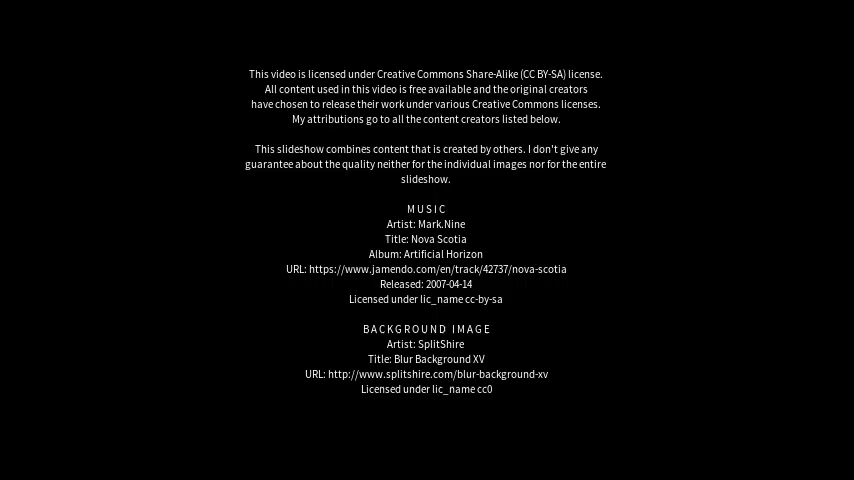 This video is licensed under Creative Commons Share-Alike (CC BY-SA) license.
All content used in this video is free available and the original creators
have chosen to release their work under various Creative Commons licenses.
My attributions go to all the content creators listed below.
This slideshow combines content that is created by others. I don't give any
guarantee about the quality neither for the individual images nor for the entire
slideshow.
MUSIC
Artist: Mark.Nine
Title: Nova Scotia
Album: Artificial Horizon
URL: https://www.jamendo.com/en/track/42737/nova-scotia
Released: 2007-04-14
Licensed under lic_name cc-by-sa
BACKGROUND IMAGE
Artist: SplitShire
Title: Blur Background XV
URL: http://www.splitshire.com/blur-background-xv
Licensed under lic_name cc0